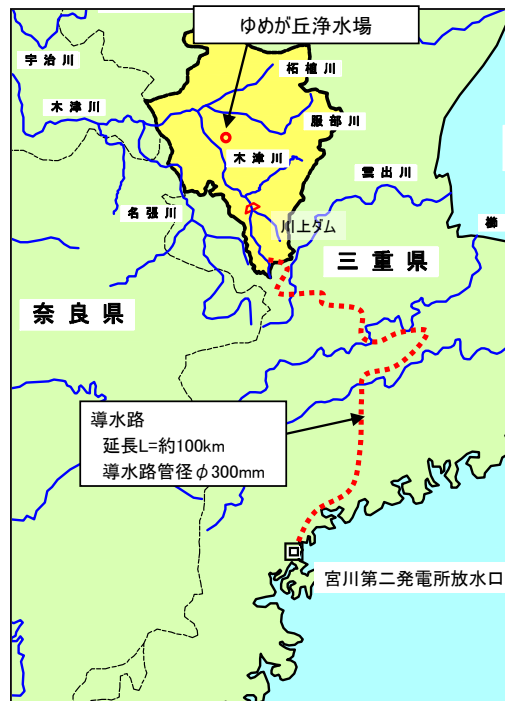 ゆめが丘浄水場
宇治川
柘植川
木津川
服部川
木津川
雲出川
名張川
川上ダム
櫛
三重県
奈良県
導水路
延長L=約100km
導水路管径φ300mm
宮川第二発電所放水口